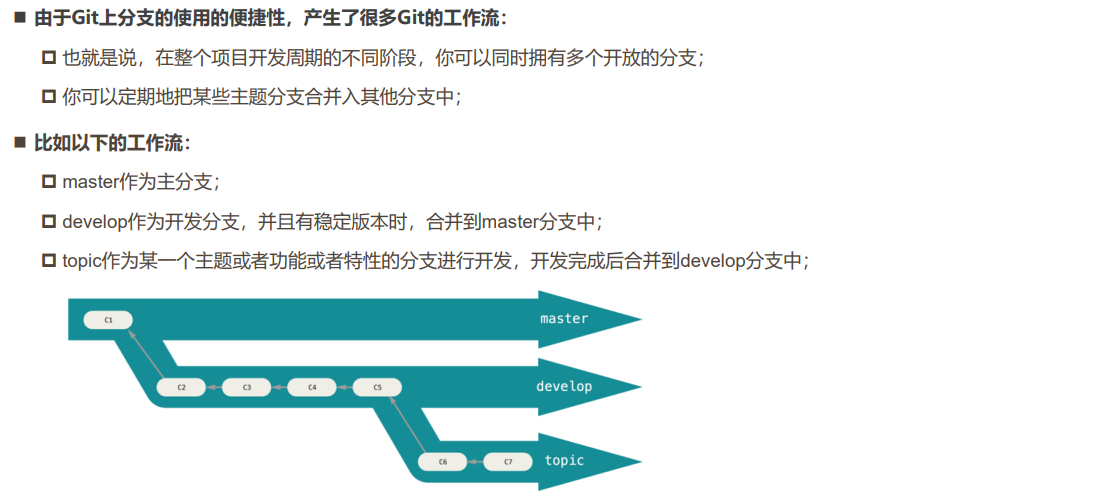 由于Git上分支的使用的便捷性，产生了很多Git的工作流：
也就是说，在整个项目开发周期的不同阶段，你可以同时拥有多个开放的分支；
你可以定期地把某些主题分支合并入其他分支中；
比如以下的工作流：
master作为主分支；
develop作为开发分支，并且有稳定版本时，合并到master分支中；
topic作为某一个主题或者功能或者特性的分支进行开发，开发完成后合并到develop分支中；
C1 master
C2 C3 C4 C5 develop
C6 C7 topic